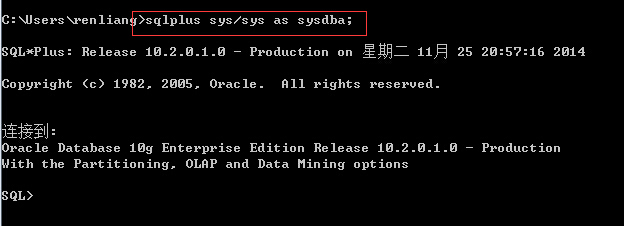 C:\Users\renliang>sqlplus sys/sys as sysdba;
SQL*Plus: Release 10.2.0.1.0 - Production on 星期二 11月 25 20:57:16 2014
Copyright (c) 1982, 2005, Oracle.  All rights reserved.
连接到:
Oracle Database 10g Enterprise Edition Release 10.2.0.1.0 - Production
With the Partitioning, OLAP and Data Mining options
SQL>